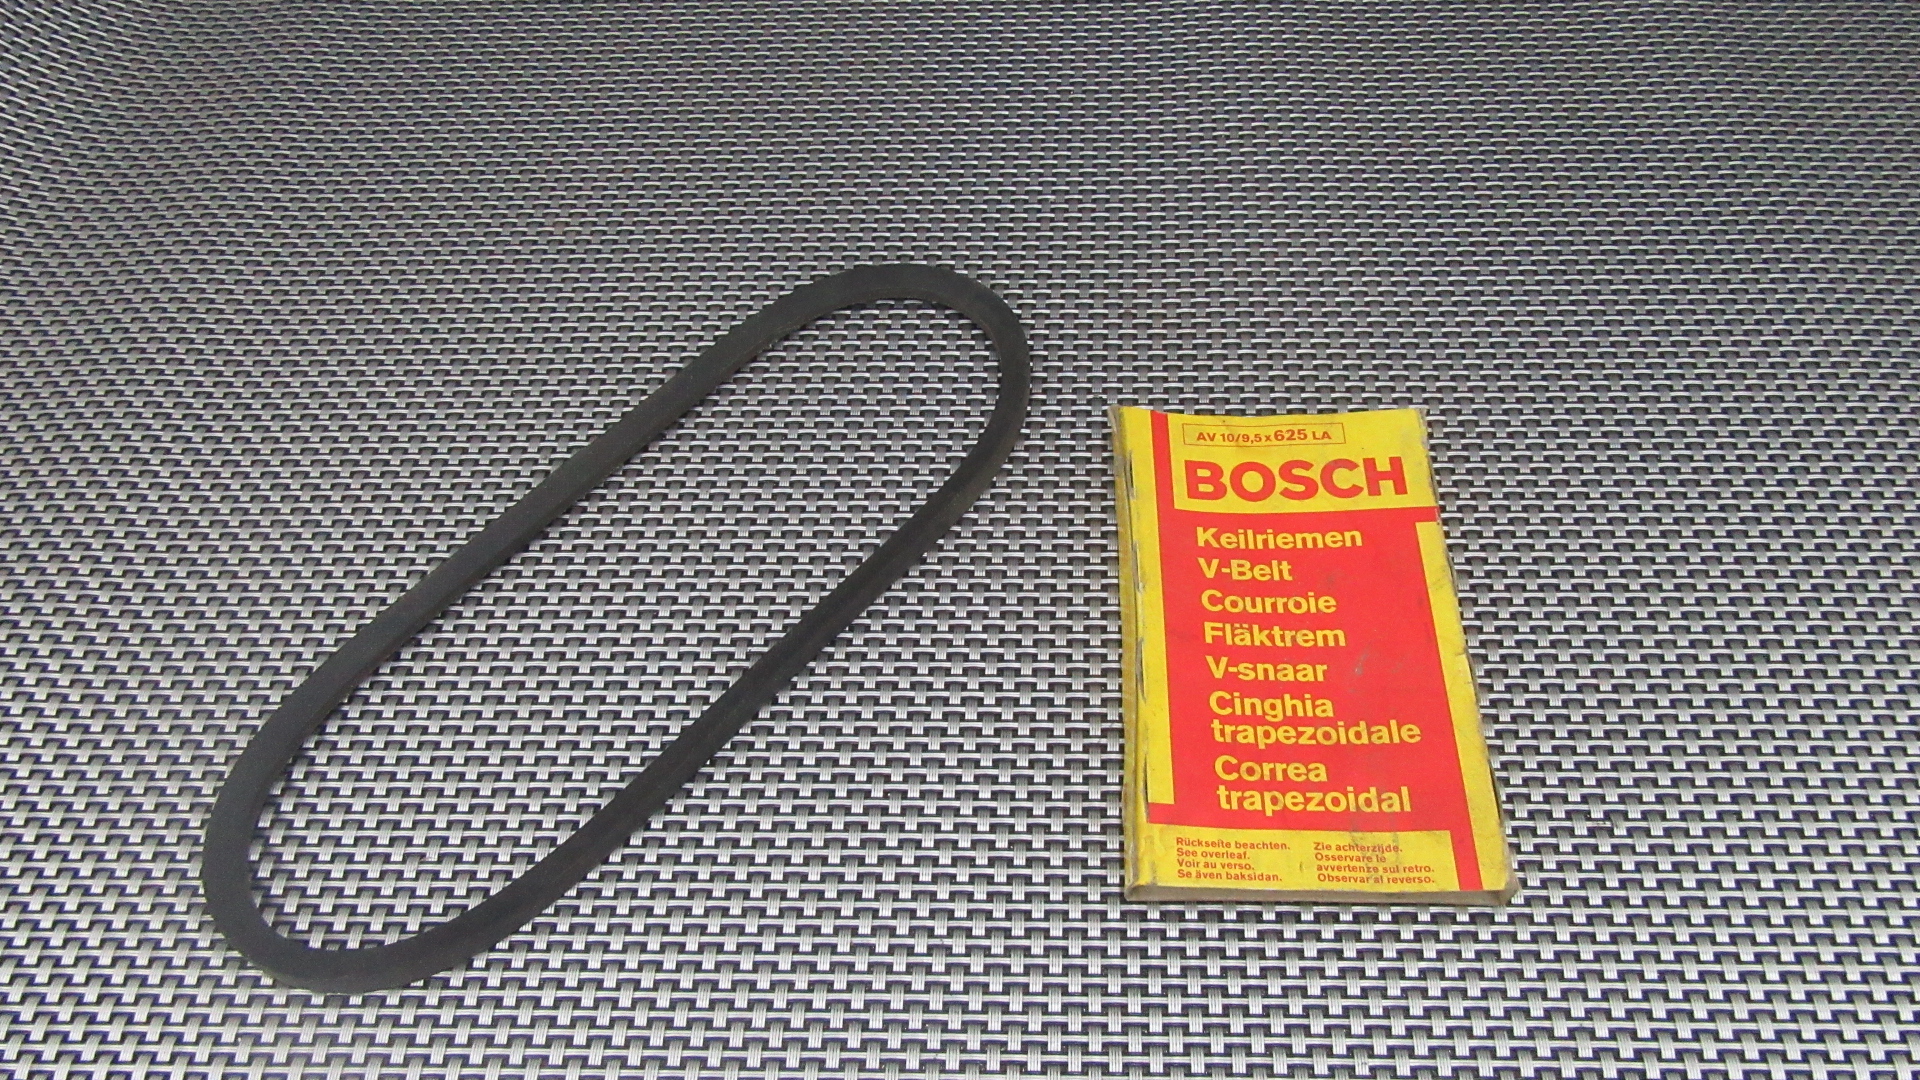 AV 10/9,5 x 625 LA
BOSCH
Keilriemen
V-Belt
Courroie
Fläktrem
V-snaar
Cinghia
trapezoidale
Correa
trapezoidal
Rückseite beachten.
See overleaf.
Voir au verso.
Se även baksidan.
Zie achterzijde.
Osservare le
avvertenze sul retro.
Observar al reverso.